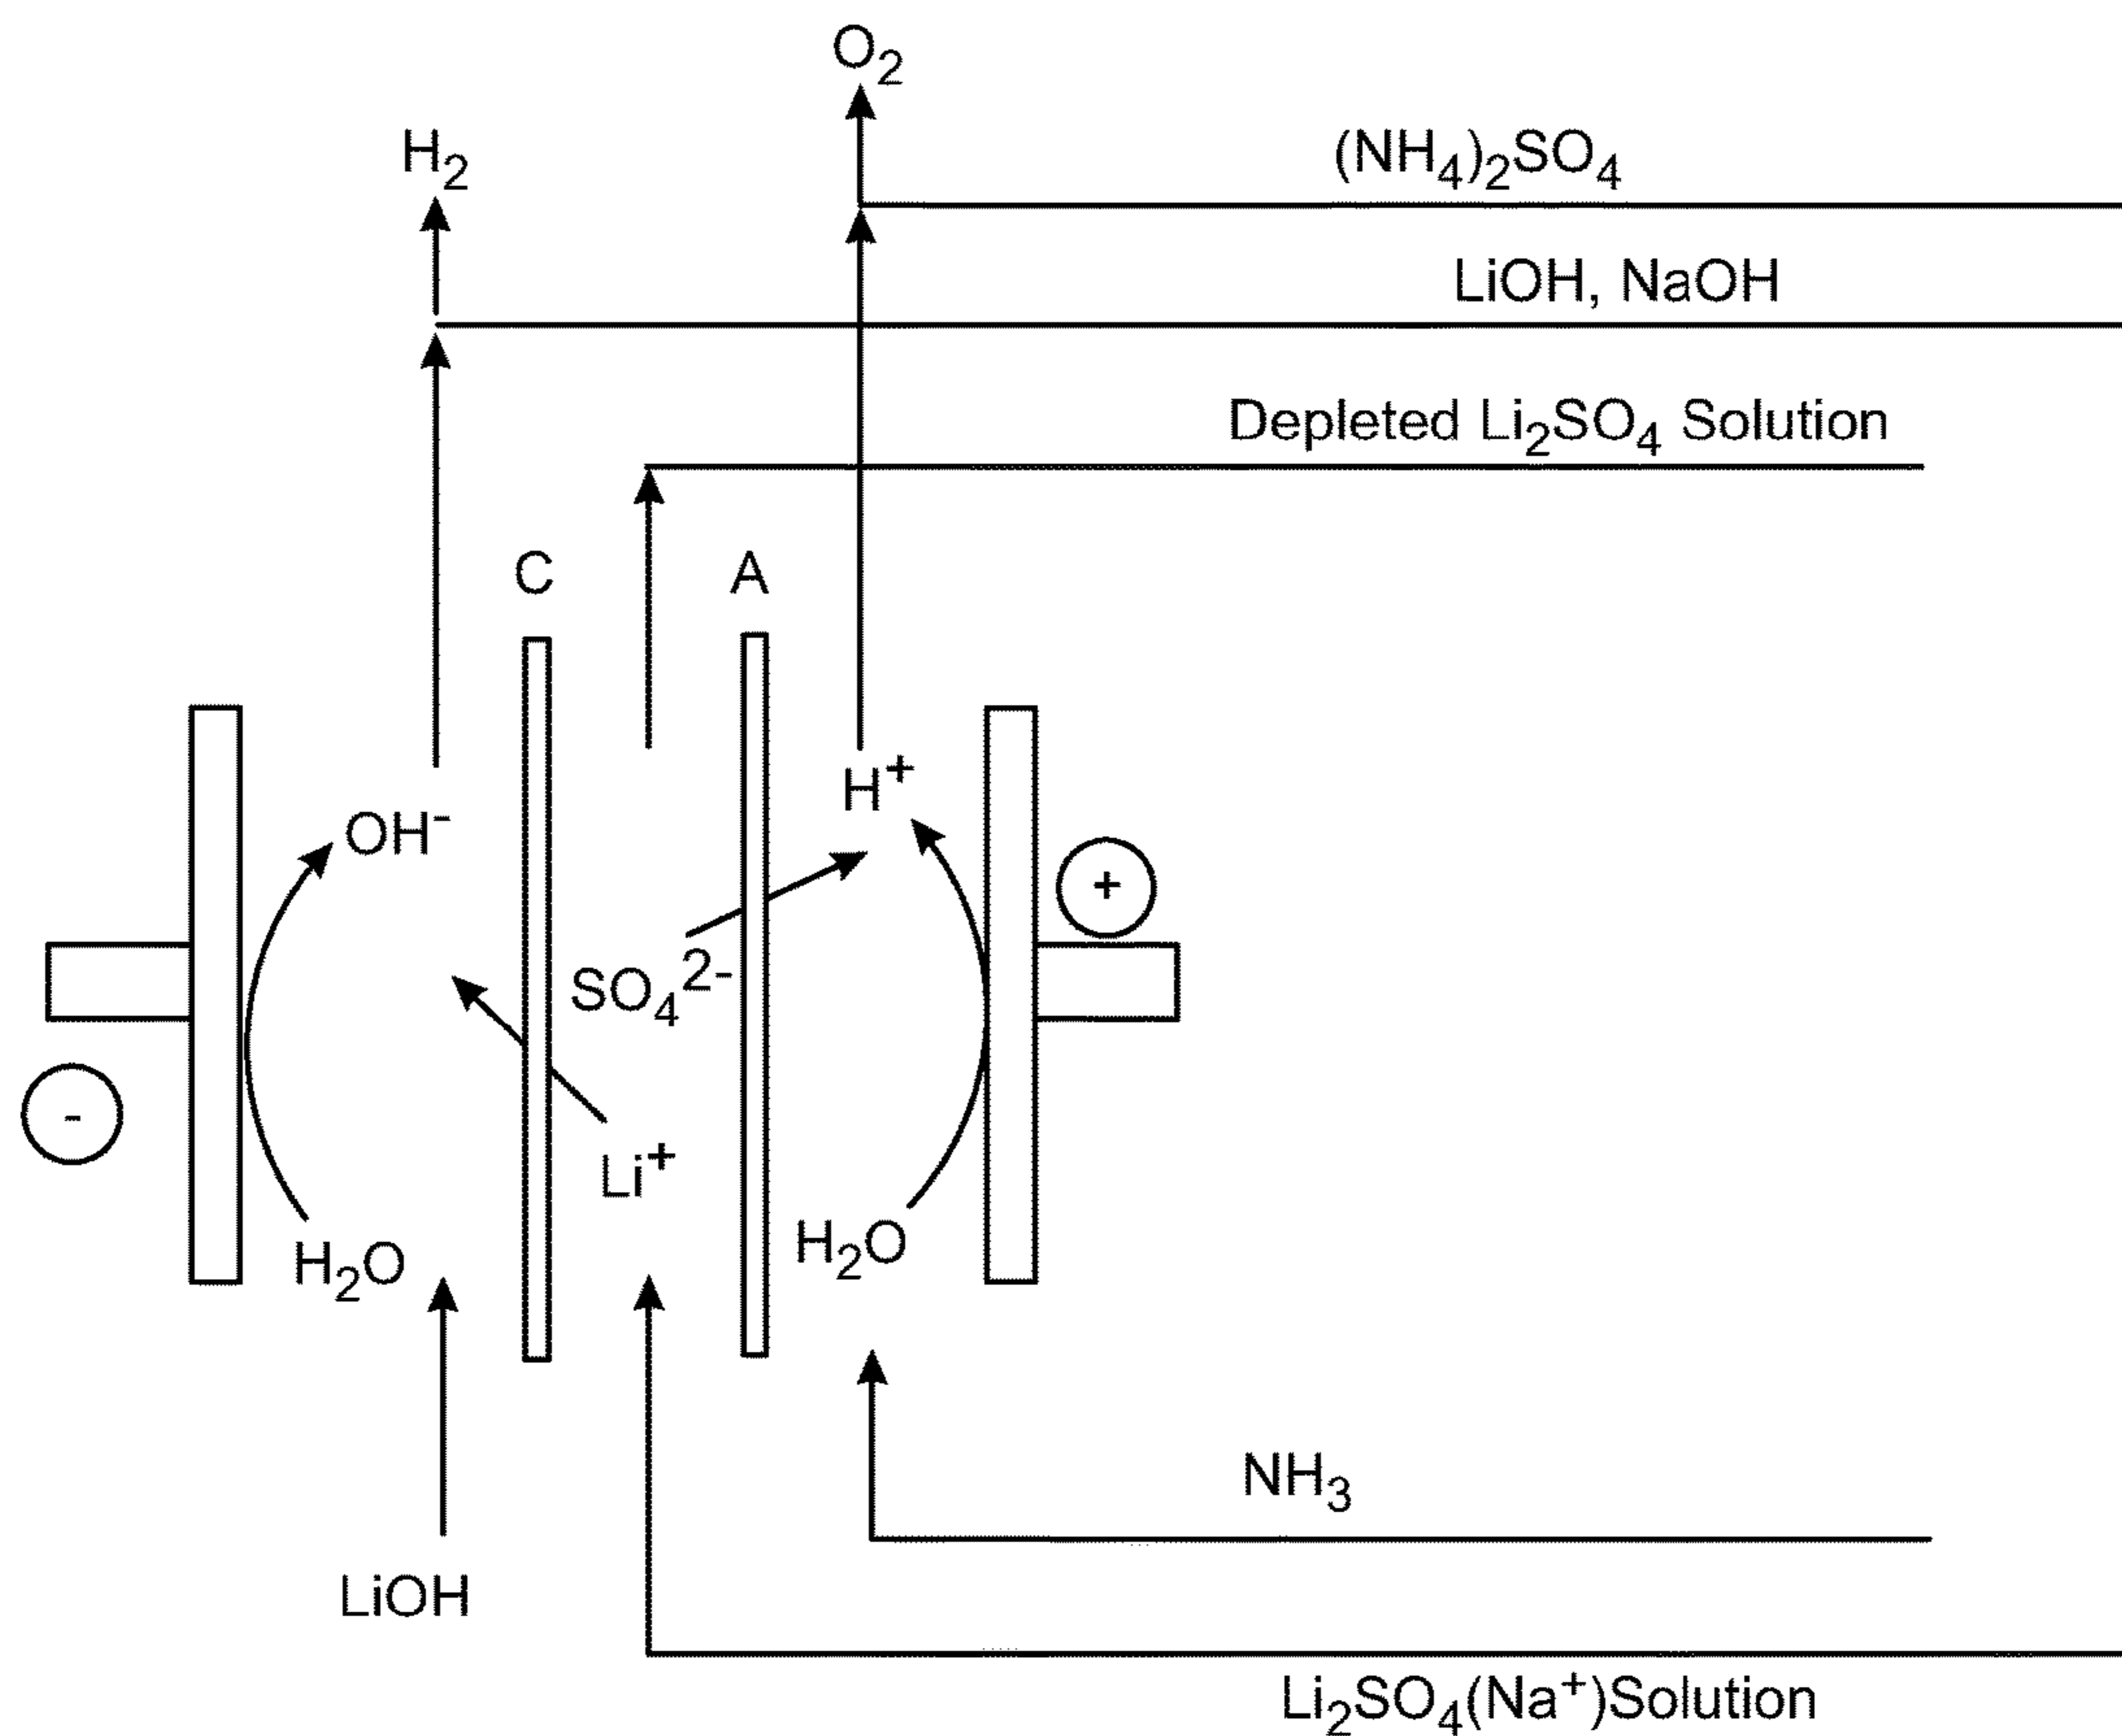 O₂
H₂
(NH₄)₂SO₄
LiOH, NaOH
Depleted Li₂SO₄ Solution
C
A
H⁺
OH⁻
+
SO₄²⁻
-
Li⁺
H₂O
H₂O
NH₃
LiOH
Li₂SO₄(Na⁺)Solution